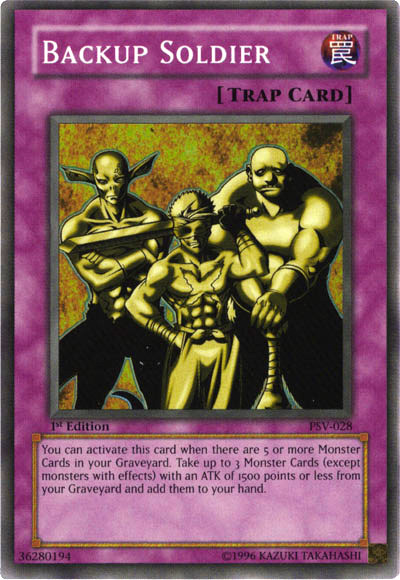 BACKUP SOLDIER
TRAP
罠
[TRAP CARD]
1st Edition
PSV-028
You can activate this card when there are 5 or more Monster
Cards in your Graveyard. Take up to 3 Monster Cards (except
monsters with effects) with an ATK of 1500 points or less from
your Graveyard and add them to your hand.
36280194
©1996 KAZUKI TAKAHASHI